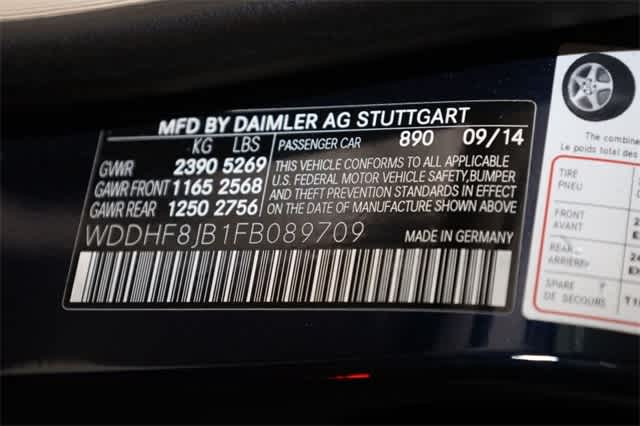 MFD BY DAIMLER AG STUTTGART
KG LBS
PASSENGER CAR 890 09/14
GWR 2390 5269
GAWR FRONT 1165 2568
GAWR REAR 1250 2756
THIS VEHICLE CONFORMS TO ALL APPLICABLE
U.S. FEDERAL MOTOR VEHICLE SAFETY, BUMPER
AND THEFT PREVENTION STANDARDS IN EFFECT
ON THE DATE OF MANUFACTURE SHOWN ABOVE
WDDHF8JB1FB089709
MADE IN GERMANY
The combine
Le poids total des
TIRE
PNEU
FRONT
AVANT
REAR
ARRIÈRE
SPARE
DE SECOURS